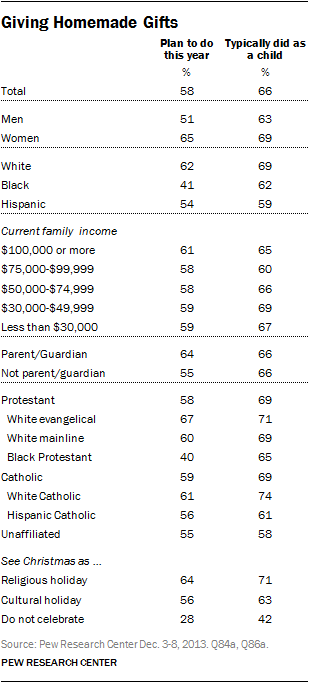 Giving Homemade Gifts
Plan to do Typically did as
this year a child
% %
Total 58 66
Men 51 63
Women 65 69
White 62 69
Black 41 62
Hispanic 54 59
Current family income
$100,000 or more 61 65
$75,000-$99,999 58 60
$50,000-$74,999 58 66
$30,000-$49,999 59 69
Less than $30,000 59 67
Parent/Guardian 64 66
Not parent/guardian 55 66
Protestant 58 69
White evangelical 67 71
White mainline 60 69
Black Protestant 40 65
Catholic 59 69
White Catholic 61 74
Hispanic Catholic 56 61
Unaffiliated 55 58
See Christmas as ...
Religious holiday 64 71
Cultural holiday 56 63
Do not celebrate 28 42
Source: Pew Research Center Dec. 3-8, 2013. Q84a, Q86a.
PEW RESEARCH CENTER